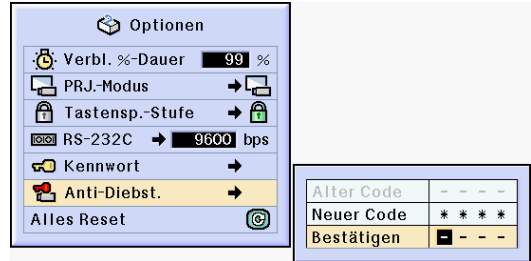 Optionen
Verbl. %-Dauer 99 %
PRJ.-Modus
Tastensp.-Stufe
RS-232C 9600 bps
Kennwort
Anti-Diebst.
Alles Reset
Alter Code - - - -
Neuer Code * * * *
Bestätigen - - - -